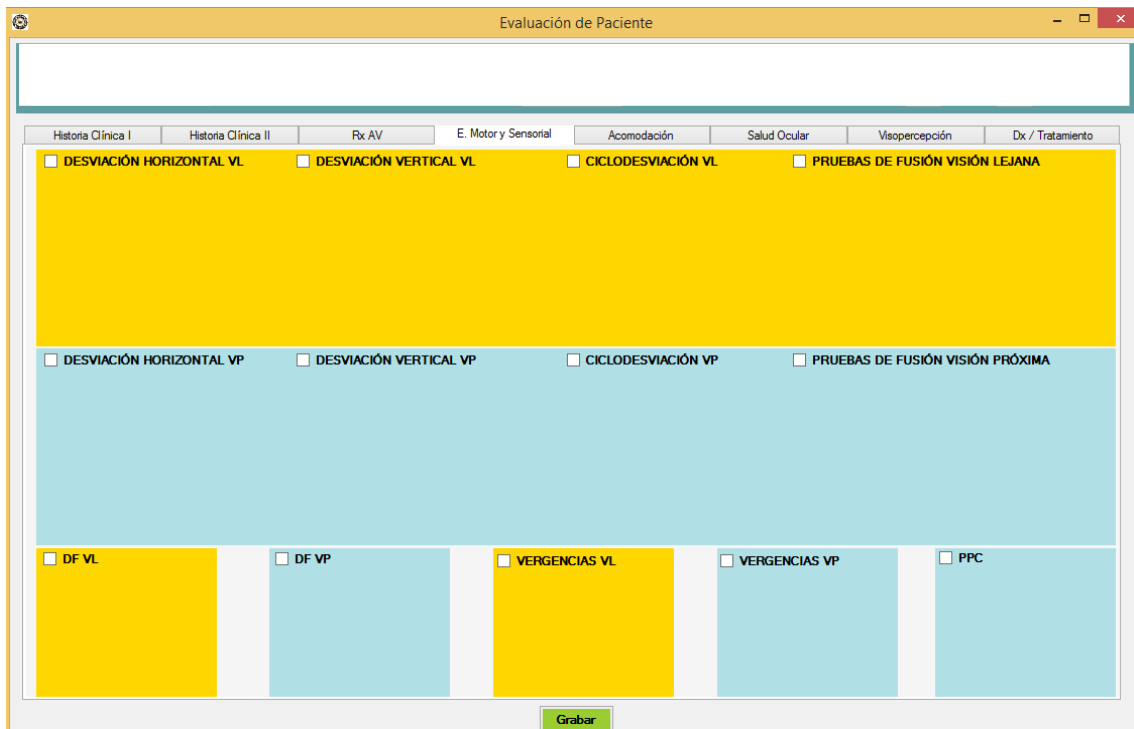 Evaluación de Paciente
Historia Clínica I Historia Clínica II Rx AV E. Motor y Sensorial Acomodación Salud Ocular Visopercepción Dx / Tratamiento
DESVIACIÓN HORIZONTAL VL DESVIACIÓN VERTICAL VL CICLODESVIACIÓN VL PRUEBAS DE FUSIÓN VISIÓN LEJANA
DESVIACIÓN HORIZONTAL VP DESVIACIÓN VERTICAL VP CICLODESVIACIÓN VP PRUEBAS DE FUSIÓN VISIÓN PRÓXIMA
DF VL DF VP VERGENCIAS VL VERGENCIAS VP PPC
Grabar